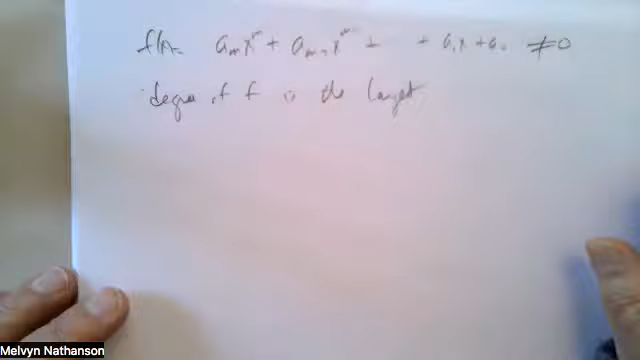 f(x)= a_m x^m + a_{m-1} x^{m-1} + + a_1 x + a_0 ≠ 0
degree of f is the largest
Melvyn Nathanson